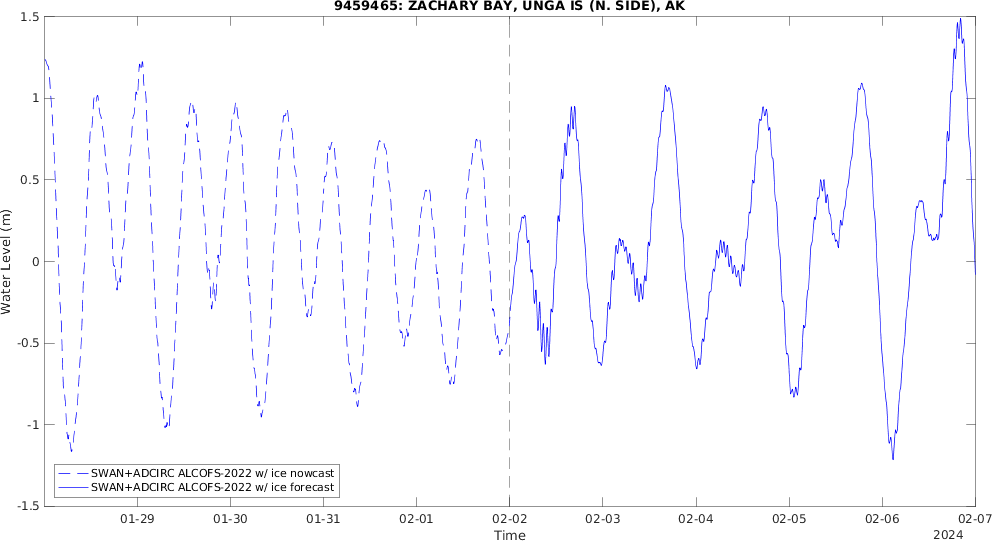 9459465: ZACHARY BAY, UNGA IS (N. SIDE), AK
1.5
1
0.5
0
-0.5
-1
-1.5
Water Level (m)
SWAN+ADCIRC ALCOFS-2022 w/ ice nowcast
SWAN+ADCIRC ALCOFS-2022 w/ ice forecast
01-29 01-30 01-31 02-01 02-02 02-03 02-04 02-05 02-06 02-07
Time
2024